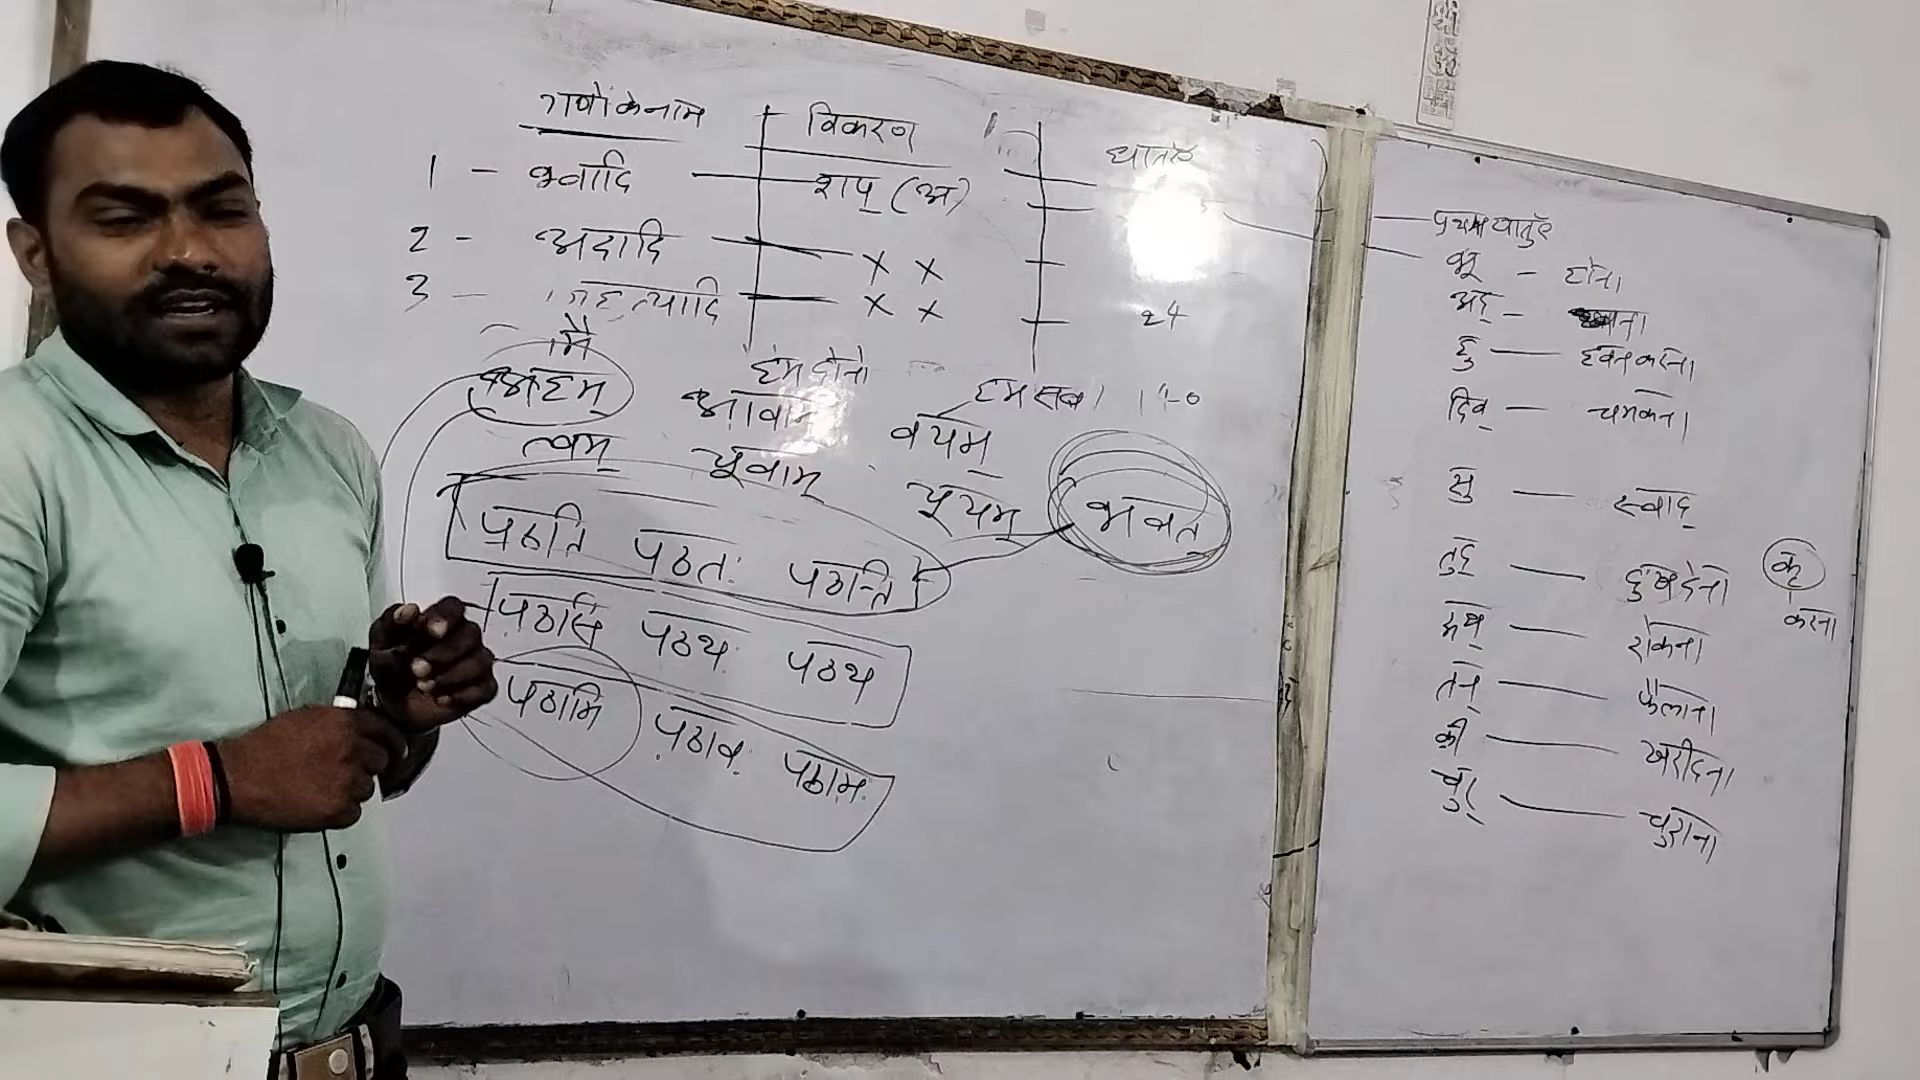 गणों के नाम विकरण धातुएँ
1 - भ्वादि शप् (अ)
2 - अदादि × ×
3 - जुहोत्यादि × × 24
मैं हम दोनों हम सब
अहम् आवाम् वयम्
त्वम् युवाम् यूयम् भवत्
पठति पठतः पठन्ति
पठसि पठथः पठथ
पठामि पठावः पठामः
प्रथम धातुएँ
भू - होना
अद् - खाना
हु — हवन करना
दिव् — चमकना
सु — स्वाद्
तुद् — दुःख देना
रुध् — रोकना
तन् — फैलाना
क्री — खरीदना
चुर् — चुराना
कृ
करना